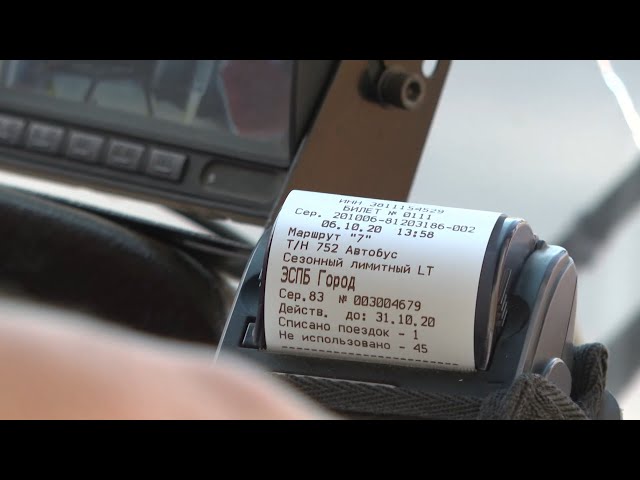 ИНН 3811154529
БИЛЕТ № 0111
Сер. 201006-81203186-002
06.10.20 13:58
Маршрут "7"
Т/Н 752 Автобус
Сезонный лимитный LT
ЭСПБ Город
Сер.83 № 003004679
Действ. до: 31.10.20
Списано поездок - 1
Не использовано - 45